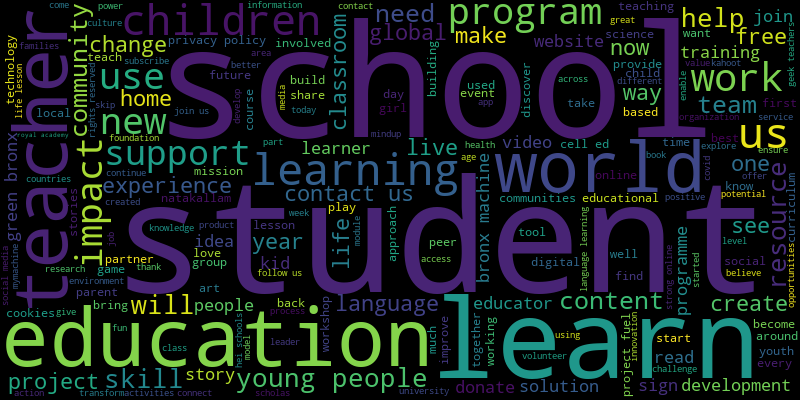 school
student
learn
education
teacher
world
learning
children
program
support
work
us
new
use
impact
community
change
home
need
global
make
help
free
join
teaching
information
contact
power
come
culture
great
science
want
kahoot
value
geek teachers
technology
life lesson
families
teach
subscribe
privacy policy
involved
better
future
area
build
share
develop
course
media
today
classroom
day
girl
building
website
used
event
app
discover
now
training
provide
child
different
across
take
way
based
enable
team
first
organization
service
local
rights reserved
skip
join us
royal academy
foundation
part
mindup
learner
live
health
age
video
cell ed
time
book
covid
best
explore
ensure
one
offer
green bronx
countries
continue
mission
experience
created
natakallam
contact us
online
know
potential
resource
curriculum
communities
educational
positive
bronx machine
stories
knowledge
product
lesson
week
play
idea
year
love
group
kid
life
module
approach
peer
access
tool
digital
language learning
well
find
see
level
social
strong online
started
believe
programme
opportunities
social media
mymachine
research
job
partner
game
thank
environment
parent
follow us
art
will
people
back
language
educator
content
create
cookies
give
bring
fun
hei schools
model
process
leader
workshop
much
improve
together
working
volunteer
using
project fuel
innovation
start
become
around
read
youth
challenge
every
class
project
skill
story
young people
donate
solution
sign
development
action
transform
activities
connect
scholas
university